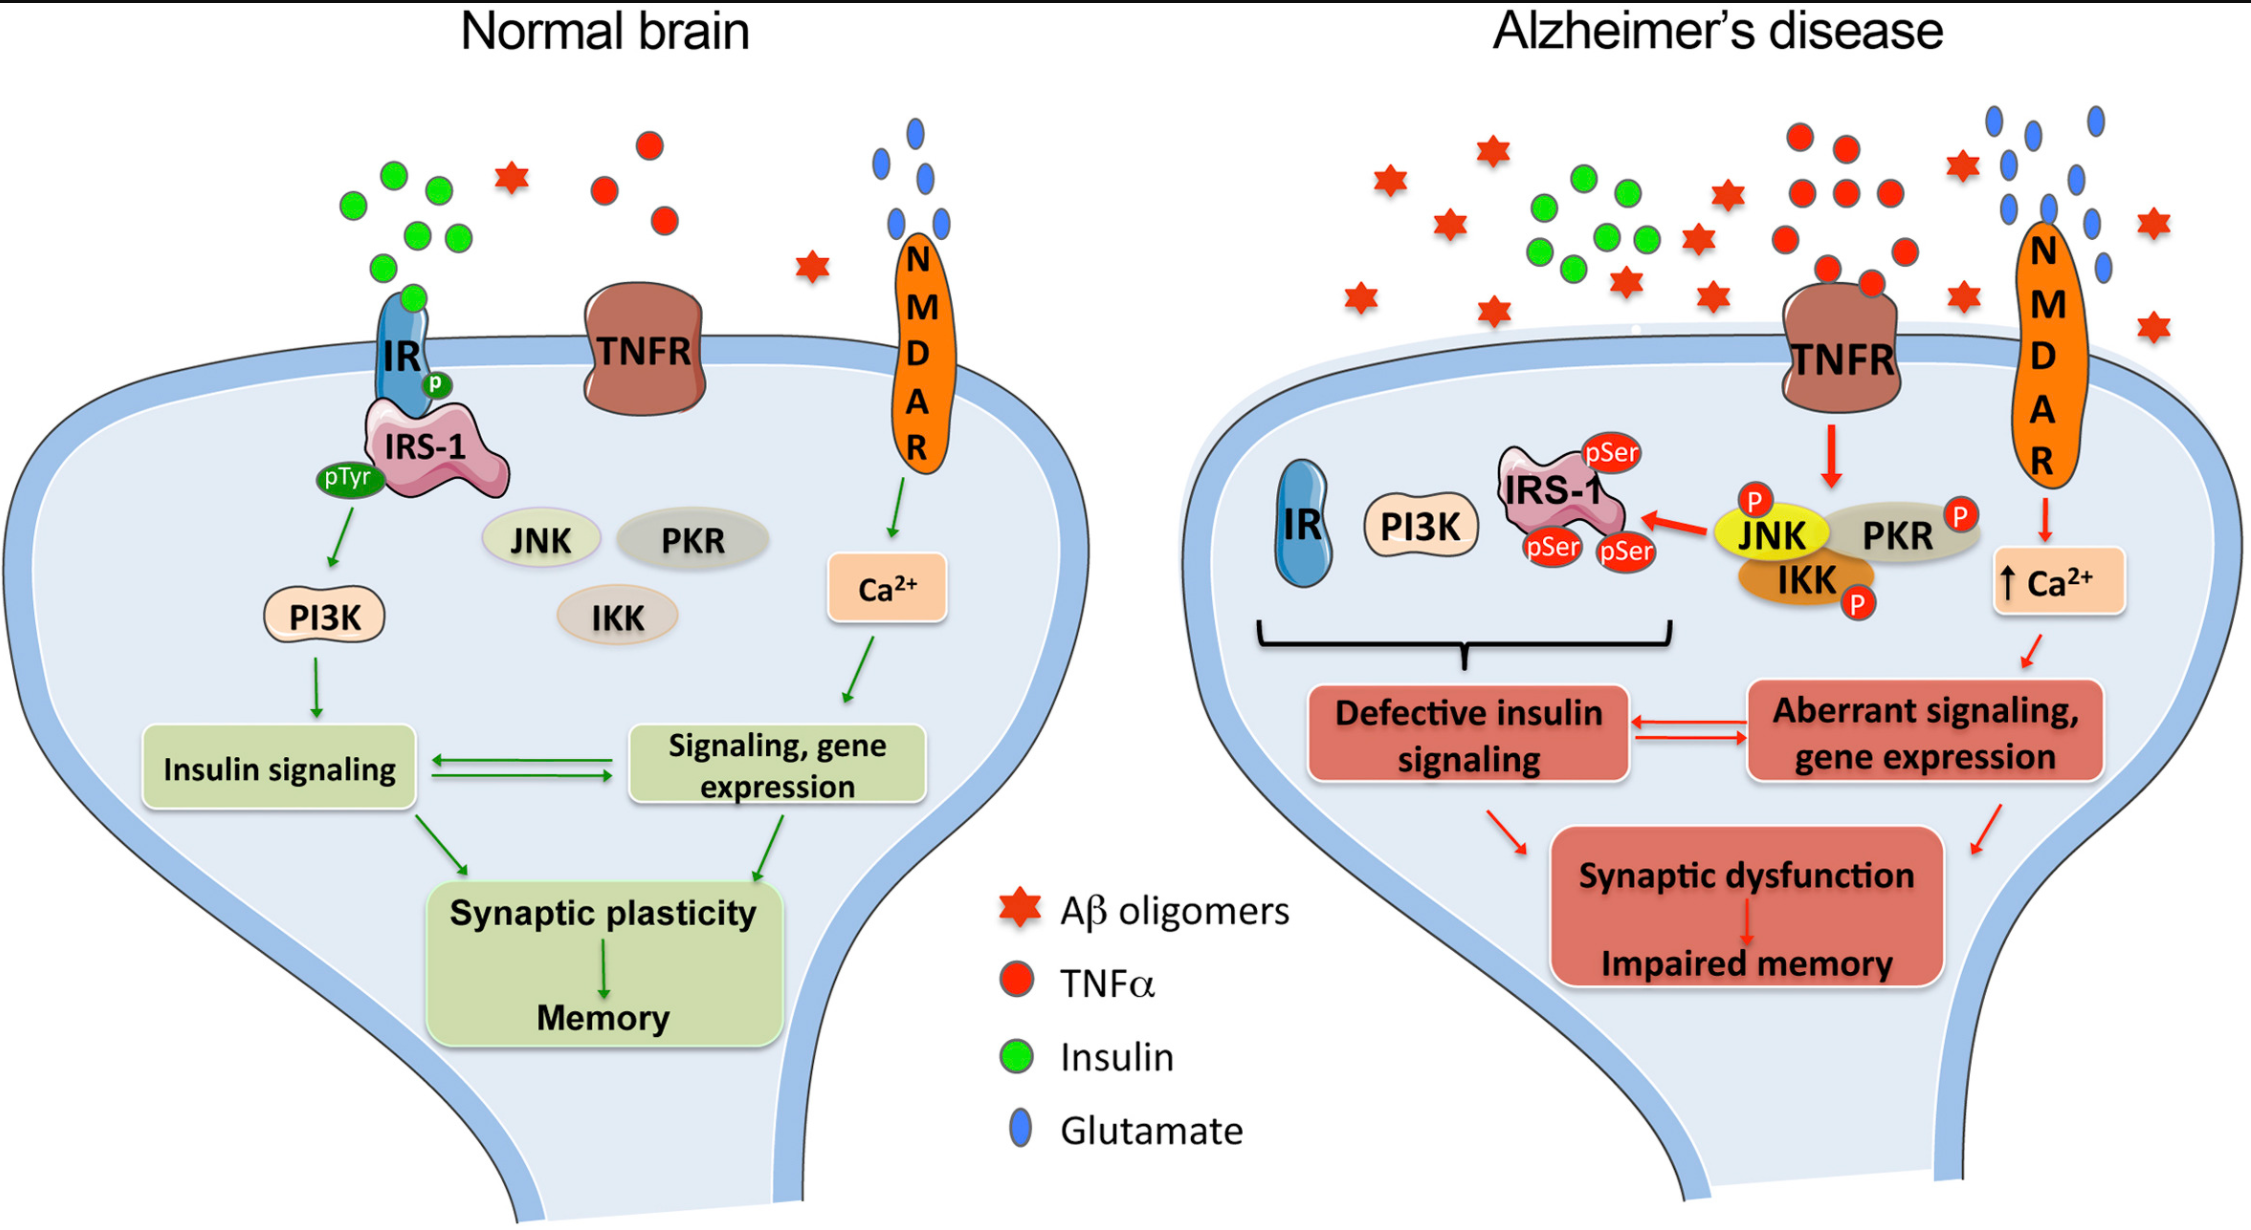 Normal brain
IR
p
IRS-1
pTyr
TNFR
N
M
D
A
R
JNK
PKR
IKK
PI3K
Ca²⁺
Insulin signaling
Signaling, gene
expression
Synaptic plasticity
Memory
Aβ oligomers
TNFα
Insulin
Glutamate
Alzheimer’s disease
TNFR
N
M
D
A
R
IR
PI3K
IRS-1
pSer
pSer
pSer
P
JNK
PKR
P
IKK
P
↑ Ca²⁺
Defective insulin
signaling
Aberrant signaling,
gene expression
Synaptic dysfunction
Impaired memory